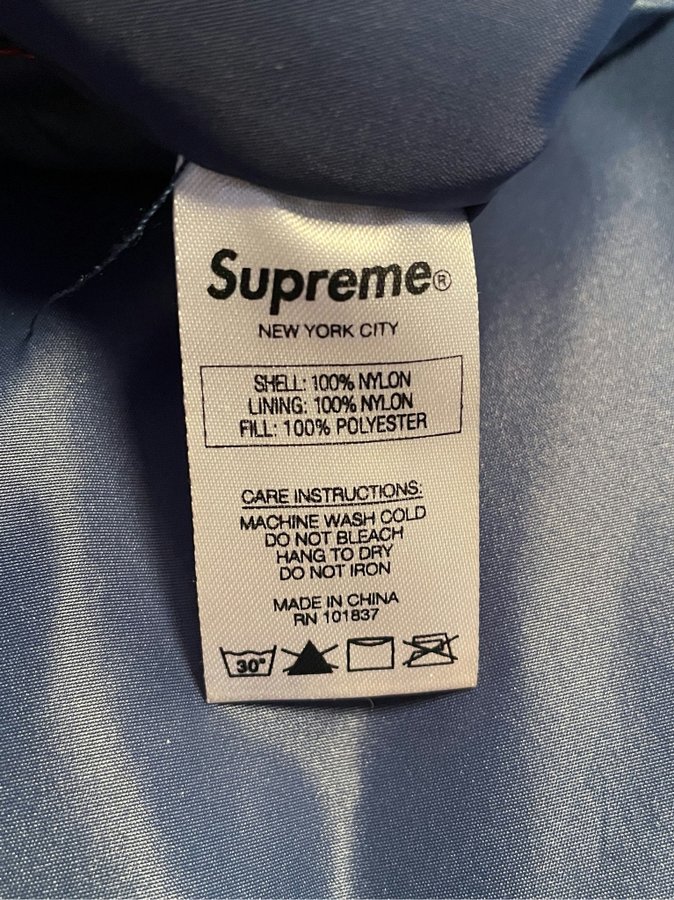 Supreme®
NEW YORK CITY
SHELL: 100% NYLON
LINING: 100% NYLON
FILL: 100% POLYESTER
CARE INSTRUCTIONS:
MACHINE WASH COLD
DO NOT BLEACH
HANG TO DRY
DO NOT IRON
MADE IN CHINA
RN 101837
30°